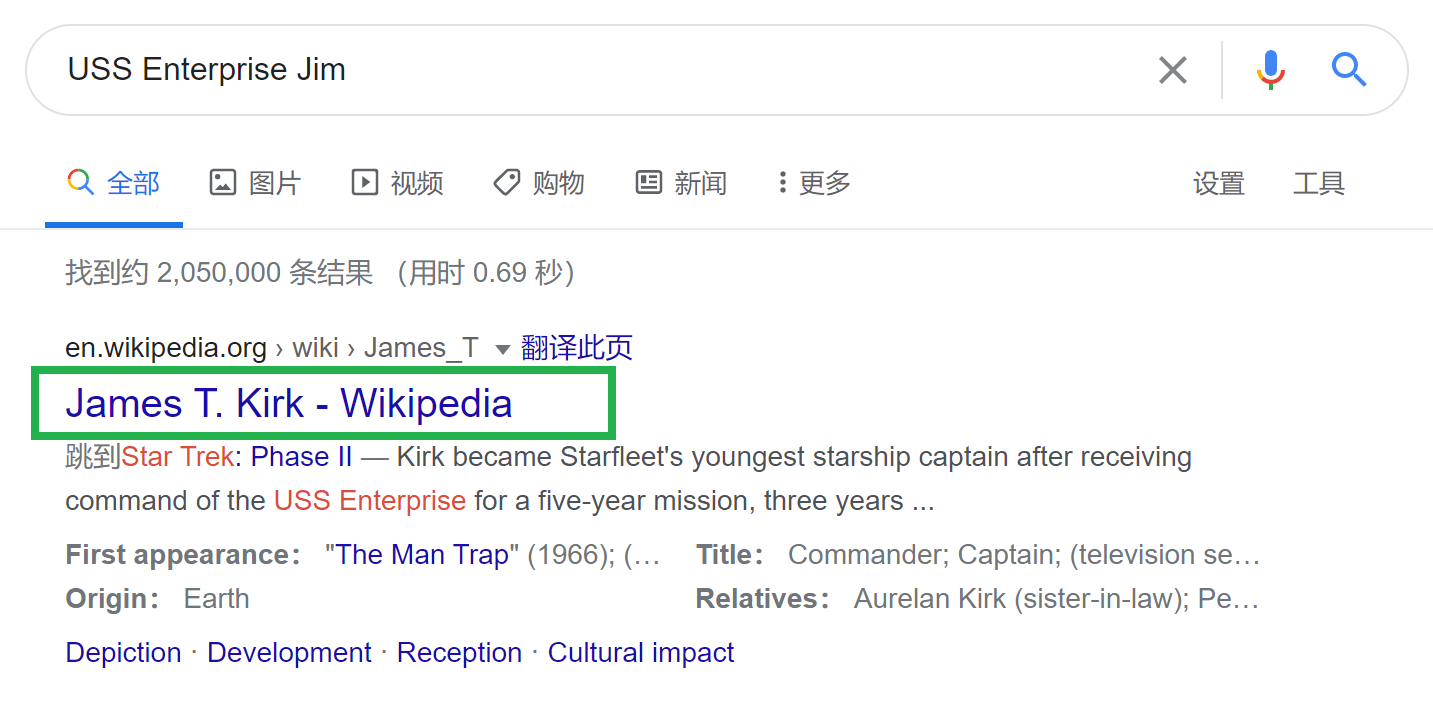 USS Enterprise Jim
全部 图片 视频 购物 新闻 更多 设置 工具
找到约 2,050,000 条结果 （用时 0.69 秒）
en.wikipedia.org › wiki › James_T 翻译此页
James T. Kirk - Wikipedia
跳到Star Trek: Phase II — Kirk became Starfleet's youngest starship captain after receiving
command of the USS Enterprise for a five-year mission, three years ...
First appearance： "The Man Trap" (1966); (… Title： Commander; Captain; (television se…
Origin： Earth Relatives： Aurelan Kirk (sister-in-law); Pe…
Depiction · Development · Reception · Cultural impact